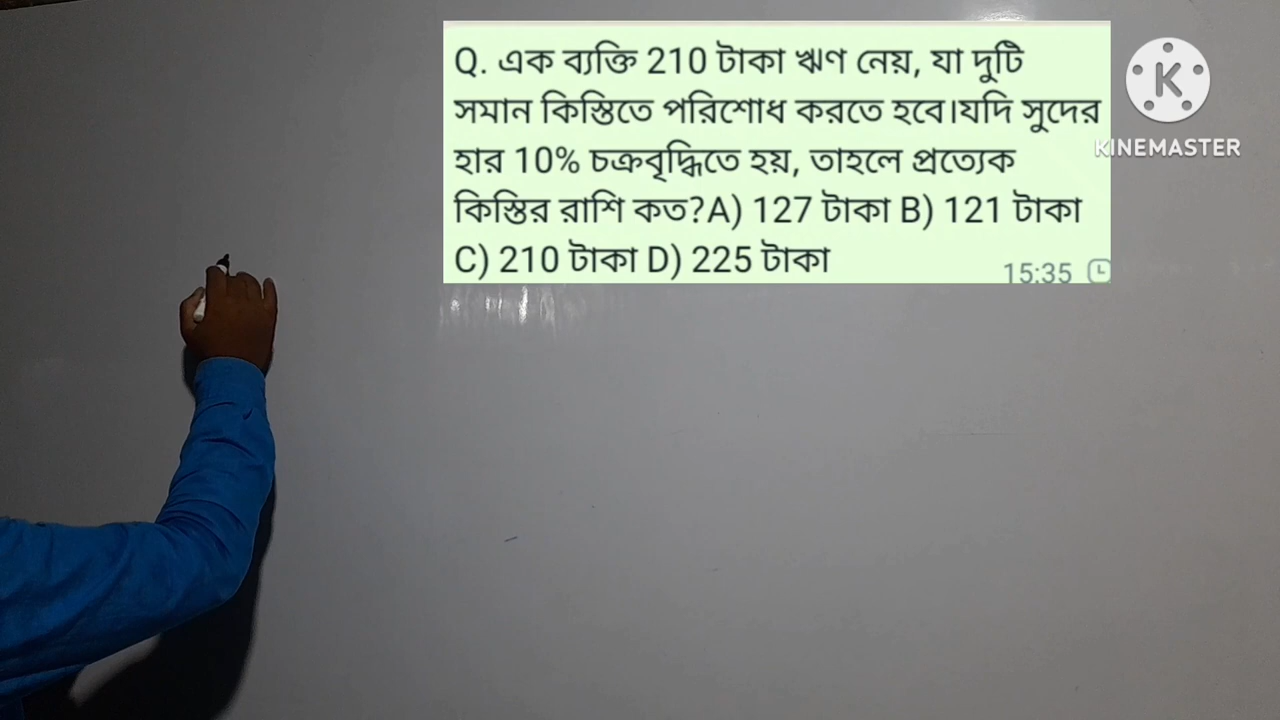 Q. এক ব্যক্তি 210 টাকা ঋণ নেয়, যা দুটি
সমান কিস্তিতে পরিশোধ করতে হবে।যদি সুদের
হার 10% চক্রবৃদ্ধিতে হয়, তাহলে প্রত্যেক
কিস্তির রাশি কত?A) 127 টাকা B) 121 টাকা
C) 210 টাকা D) 225 টাকা
15:35
K
KINEMASTER